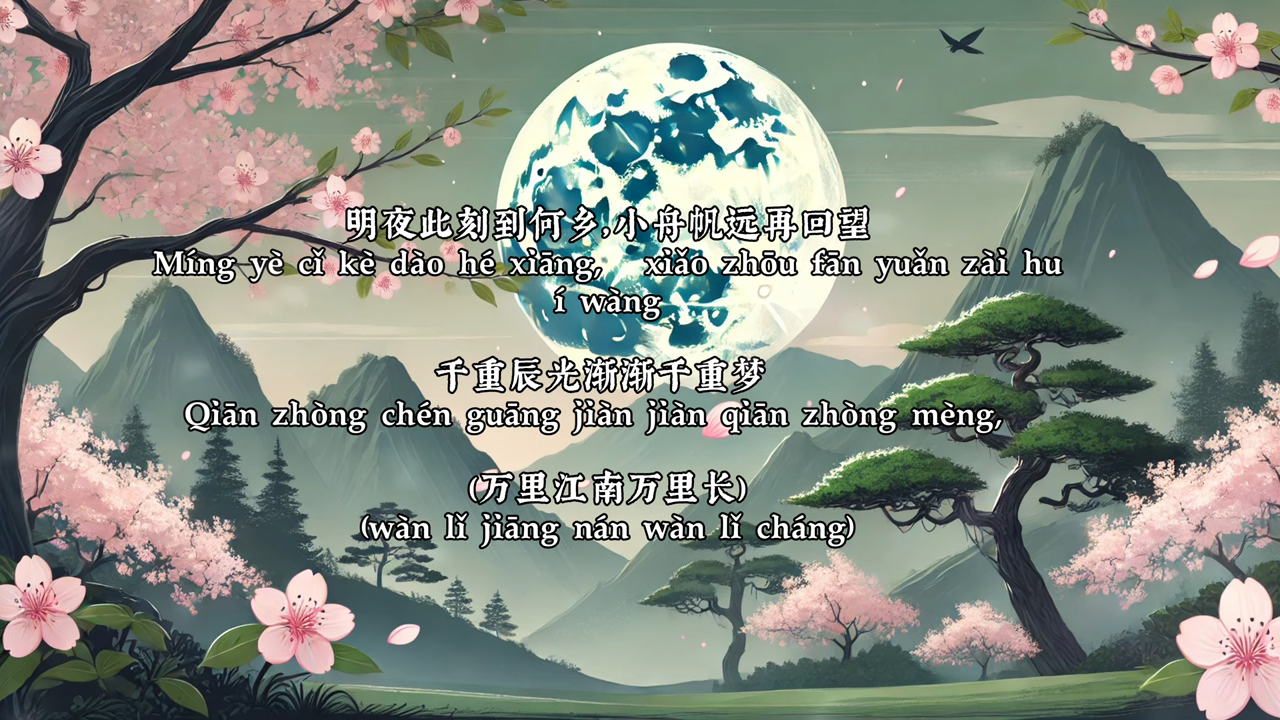 明夜此刻到何乡,小舟帆远再回望
Míng yè cǐ kè dào hé xiāng, xiǎo zhōu fān yuǎn zài hu
í wàng
千重辰光渐渐千重梦
Qiān zhòng chén guāng jiàn jiàn qiān zhòng mèng,
(万里江南万里长)
(wàn lǐ jiāng nán wàn lǐ cháng)